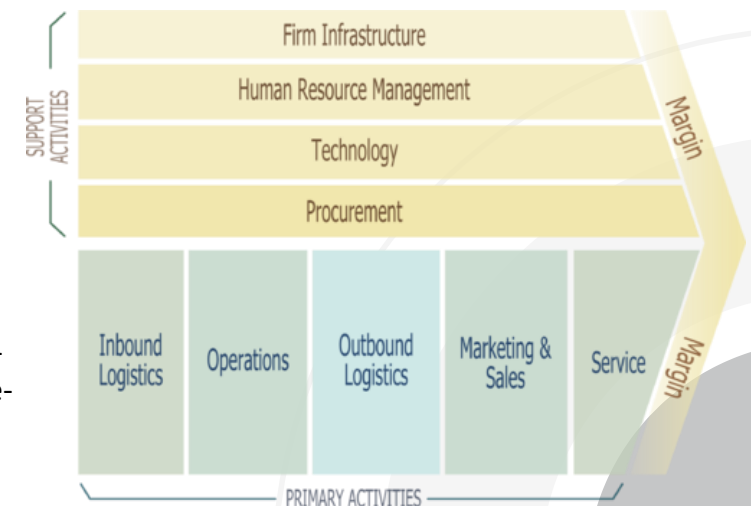 Firm Infrastructure
Human Resource Management
Technology
Procurement
SUPPORT
ACTIVITIES
Margin
Inbound
Logistics
Operations
Outbound
Logistics
Marketing &
Sales
Service
Margin
PRIMARY ACTIVITIES